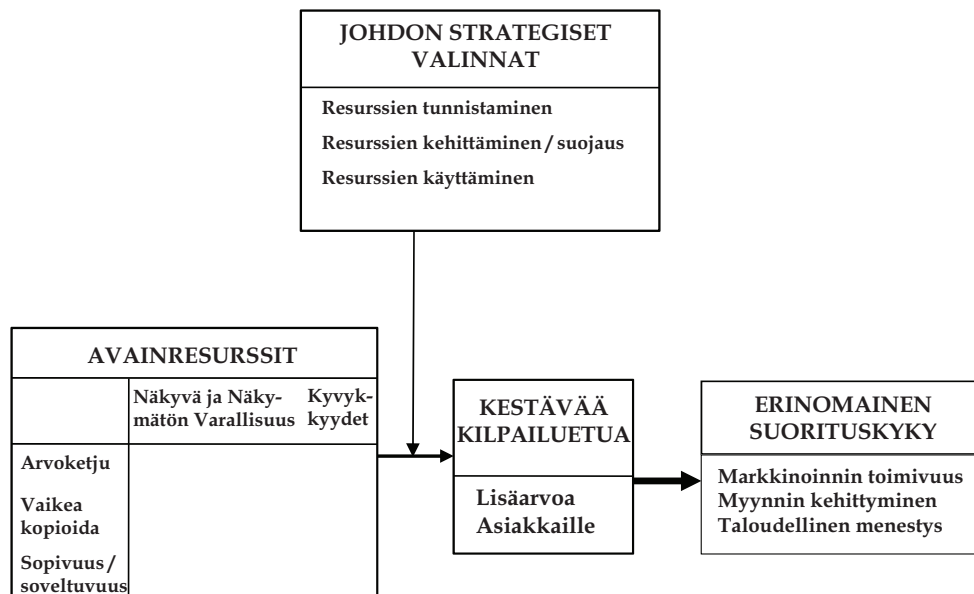 JOHDON STRATEGISET
VALINNAT
Resurssien tunnistaminen
Resurssien kehittäminen / suojaus
Resurssien käyttäminen
AVAINRESURSSIT
Näkyvä ja Näky-
mätön Varallisuus
Kyvyk-
kyydet
Arvoketju
Vaikea
kopioida
Sopivuus /
soveltuvuus
KESTÄVÄÄ
KILPAILUETUA
Lisäarvoa
Asiakkaille
ERINOMAINEN
SUORITUSKYKY
Markkinoinnin toimivuus
Myynnin kehittyminen
Taloudellinen menestys